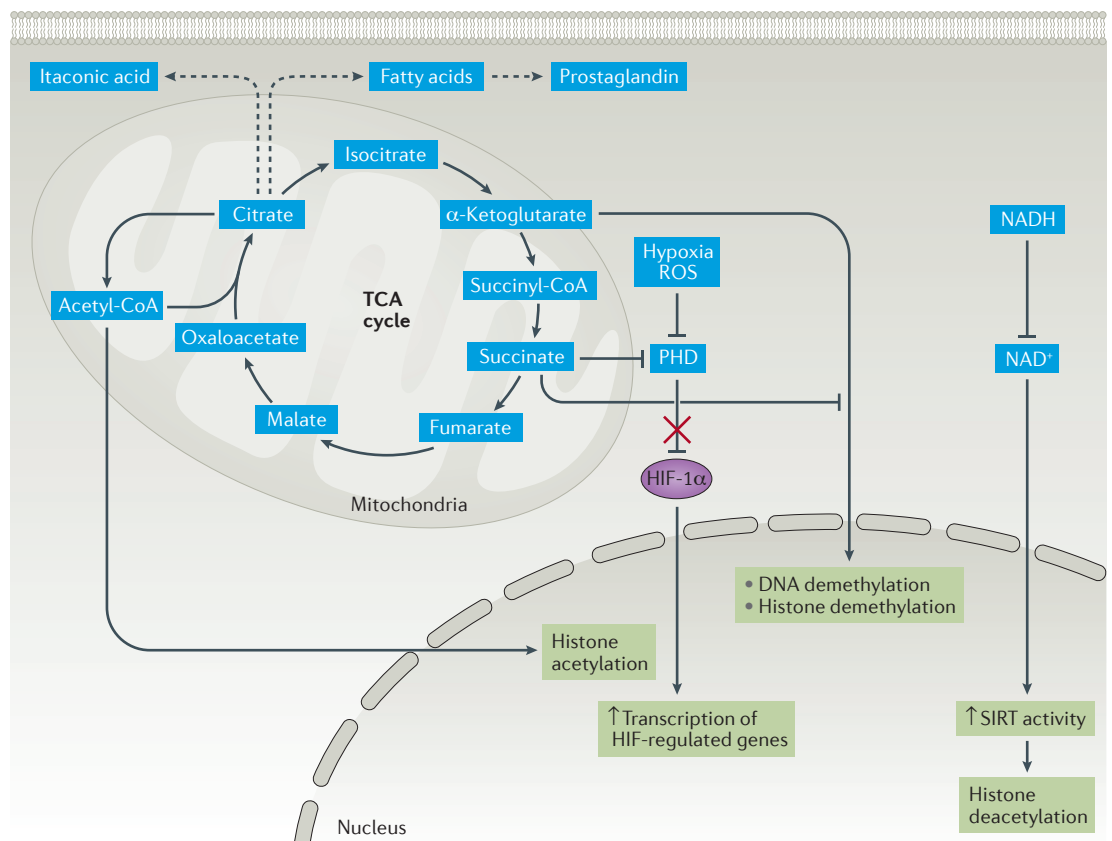 Itaconic acid
Fatty acids
Prostaglandin
Isocitrate
Citrate
α-Ketoglutarate
NADH
Hypoxia
ROS
Succinyl-CoA
Acetyl-CoA
TCA
cycle
Oxaloacetate
Succinate
PHD
NAD⁺
Malate
Fumarate
HIF-1α
Mitochondria
• DNA demethylation
• Histone demethylation
Histone
acetylation
↑Transcription of
HIF-regulated genes
↑SIRT activity
Histone
deacetylation
Nucleus